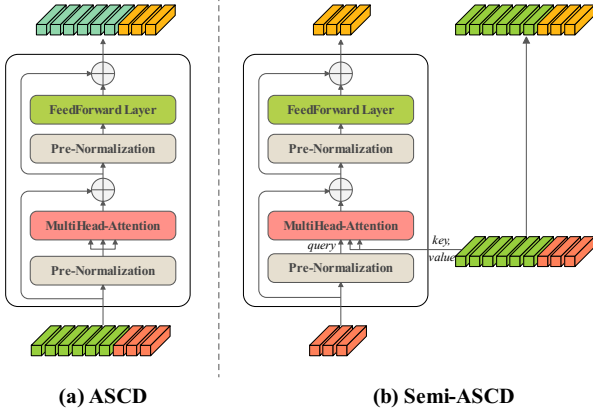 FeedForward Layer
Pre-Normalization
MultiHead-Attention
Pre-Normalization
(a) ASCD
FeedForward Layer
Pre-Normalization
MultiHead-Attention
query
key,
value
Pre-Normalization
(b) Semi-ASCD